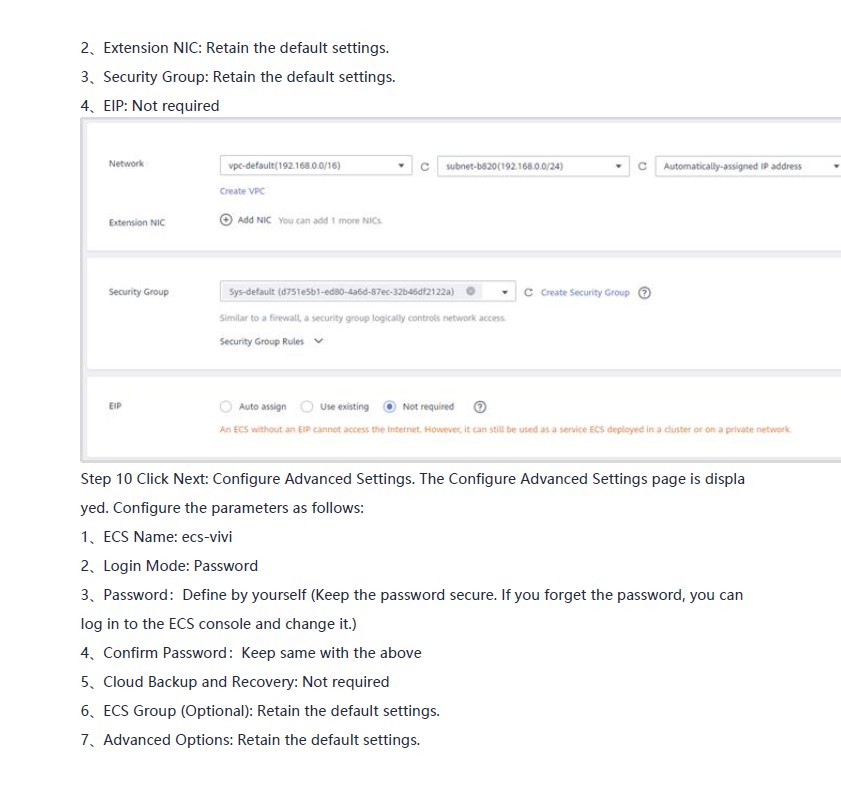 2、Extension NIC: Retain the default settings.
3、Security Group: Retain the default settings.
4、EIP: Not required
Network vpc-default(192.168.0.0/16) subnet-b820(192.168.0.0/24) Automatically-assigned IP address
Create VPC
Extension NIC Add NIC You can add 1 more NICs.
Security Group Sys-default (d751e5b1-ed80-4a6d-87ec-32b46df2122a) Create Security Group
Similar to a firewall, a security group logically controls network access.
Security Group Rules
EIP Auto assign Use existing Not required
An ECS without an EIP cannot access the Internet. However, it can still be used as a service ECS deployed in a cluster or on a private network.
Step 10 Click Next: Configure Advanced Settings. The Configure Advanced Settings page is displa
yed. Configure the parameters as follows:
1、ECS Name: ecs-vivi
2、Login Mode: Password
3、Password：Define by yourself (Keep the password secure. If you forget the password, you can
log in to the ECS console and change it.)
4、Confirm Password：Keep same with the above
5、Cloud Backup and Recovery: Not required
6、ECS Group (Optional): Retain the default settings.
7、Advanced Options: Retain the default settings.